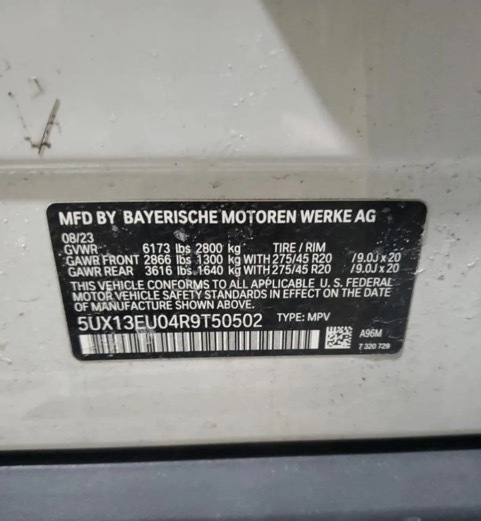 MFD BY BAYERISCHE MOTOREN WERKE AG
08/23
GVWR 6173 lbs 2800 kg TIRE / RIM
GAWR FRONT 2866 lbs 1300 kg WITH 275/45 R20 /9.0J x 20
GAWR REAR 3616 lbs 1640 kg WITH 275/45 R20 /9.0J x 20
THIS VEHICLE CONFORMS TO ALL APPLICABLE U. S. FEDERAL
MOTOR VEHICLE SAFETY STANDARDS IN EFFECT ON THE DATE OF
MANUFACTURE SHOWN ABOVE.
5UX13EU04R9T50502 TYPE: MPV
A96M
7 320 729